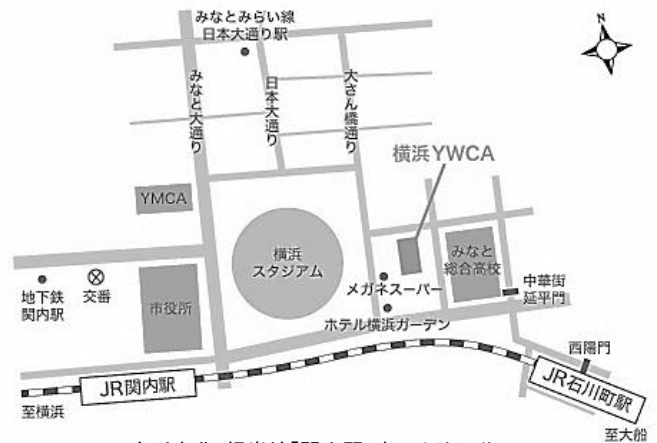 みなとみらい線
日本大通り駅
N
みなと大通り
日本大通り
大さん橋通り
横浜YWCA
YMCA
横浜
スタジアム
みなと
総合高校
地下鉄
関内駅
交番
市役所
メガネスーパー
中華街
延平門
ホテル横浜ガーデン
西陽門
JR関内駅
JR石川町駅
至横浜
至大船